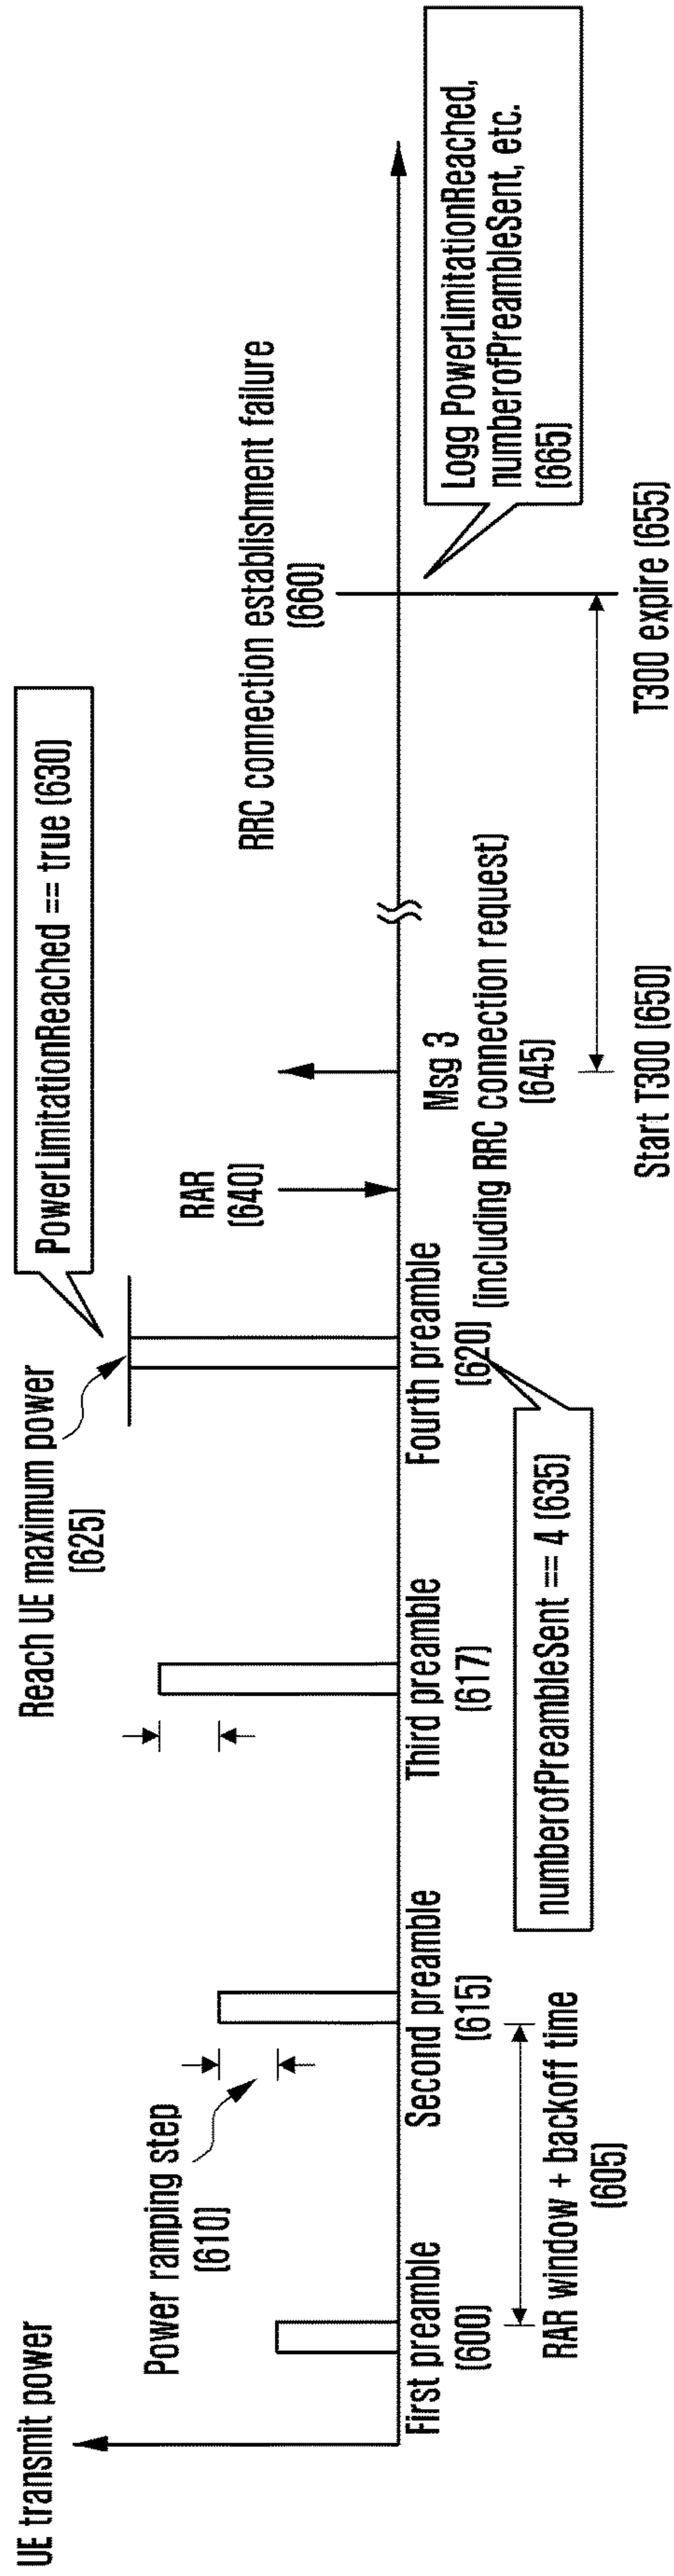 UE transmit power
First preamble
(600)
Power ramping step
(610)
RAR window + backoff time
(605)
Second preamble
(615)
Third preamble
(617)
Reach UE maximum power
(625)
PowerLimitationReached == true (630)
Fourth preamble
(620)
numberofPreambleSent == 4 (635)
RAR
(640)
Msg 3
(including RRC connection request)
(645)
Start T300 (650)
RRC connection establishment failure
(660)
T300 expire (655)
Logg PowerLimitationReached,
numberofPreambleSent, etc.
(665)